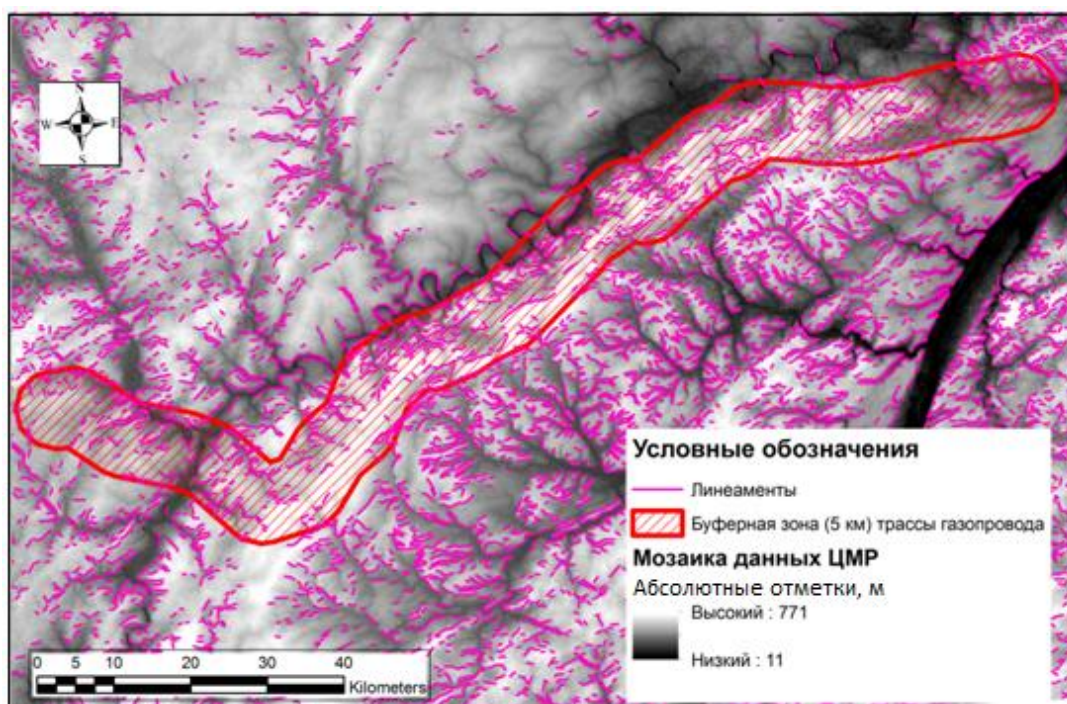 N
W E
S
Условные обозначения
Линеаменты
Буферная зона (5 км) трассы газопровода
Мозаика данных ЦМР
Абсолютные отметки, м
Высокий : 771
Низкий : 11
0 5 10 20 30 40
Kilometers